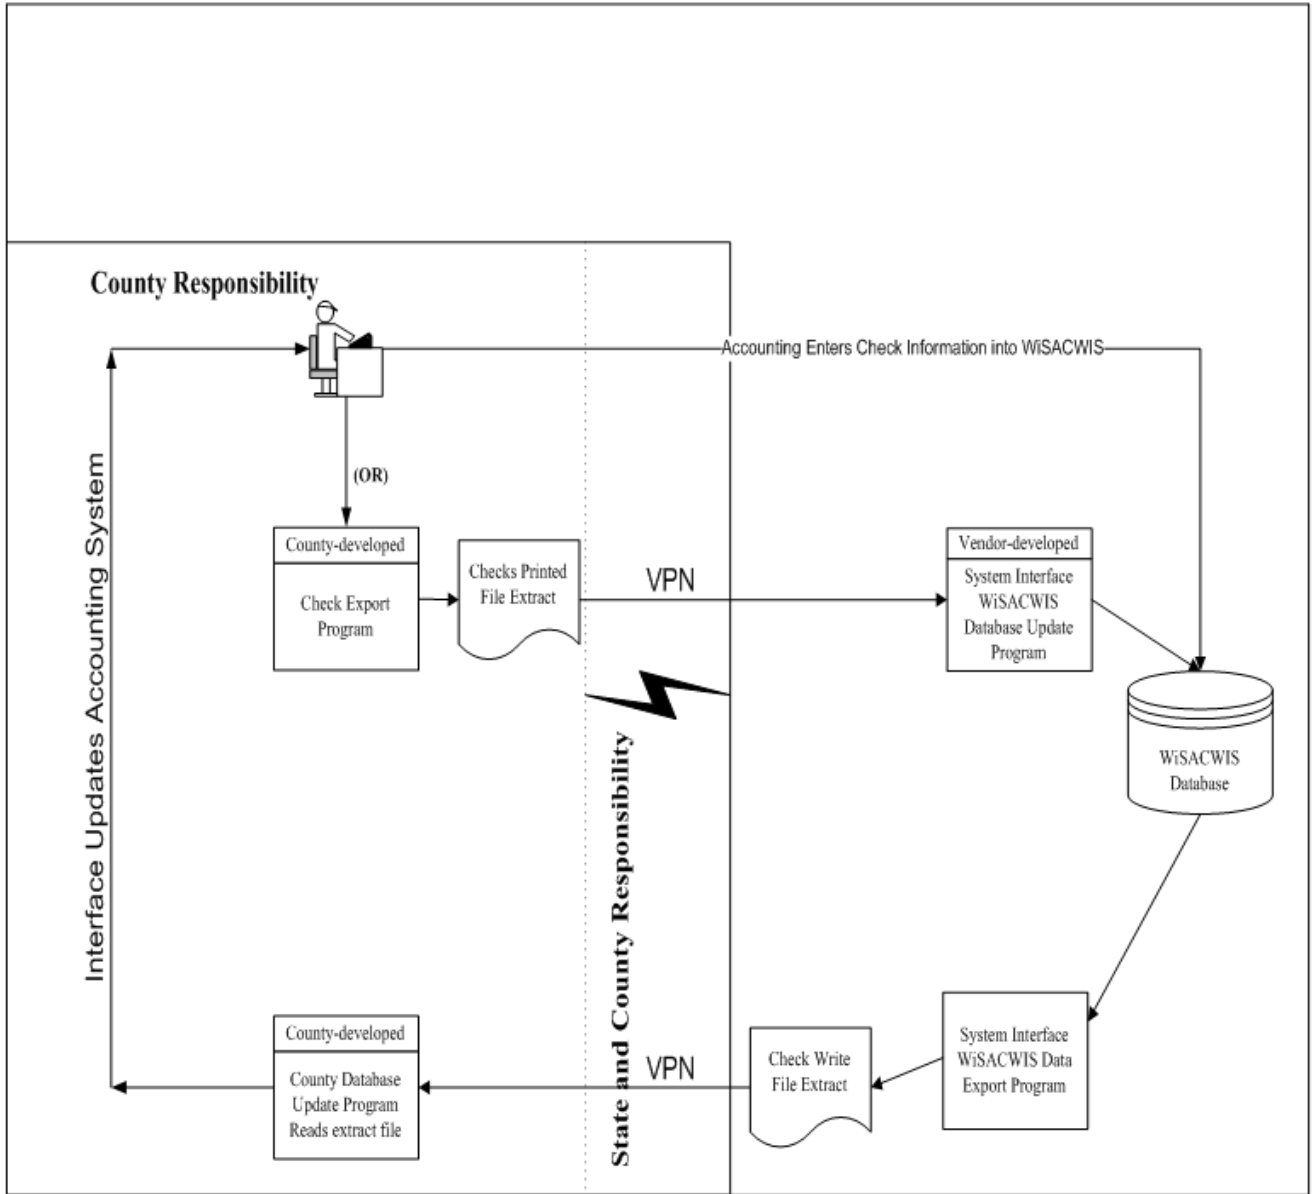 County Responsibility
Accounting Enters Check Information into WiSACWIS
(OR)
Interface Updates Accounting System
County-developed
Check Export
Program
Checks Printed
File Extract
VPN
Vendor-developed
System Interface
WiSACWIS
Database Update
Program
WiSACWIS
Database
State and County Responsibility
County-developed
County Database
Update Program
Reads extract file
VPN
Check Write
File Extract
System Interface
WiSACWIS Data
Export Program